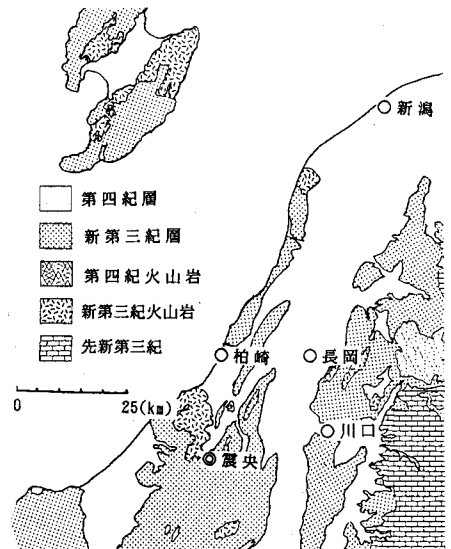 新潟
第四紀層
新第三紀層
第四紀火山岩
新第三紀火山岩
先新第三紀
柏崎
長岡
0 25(km)
川口
震央